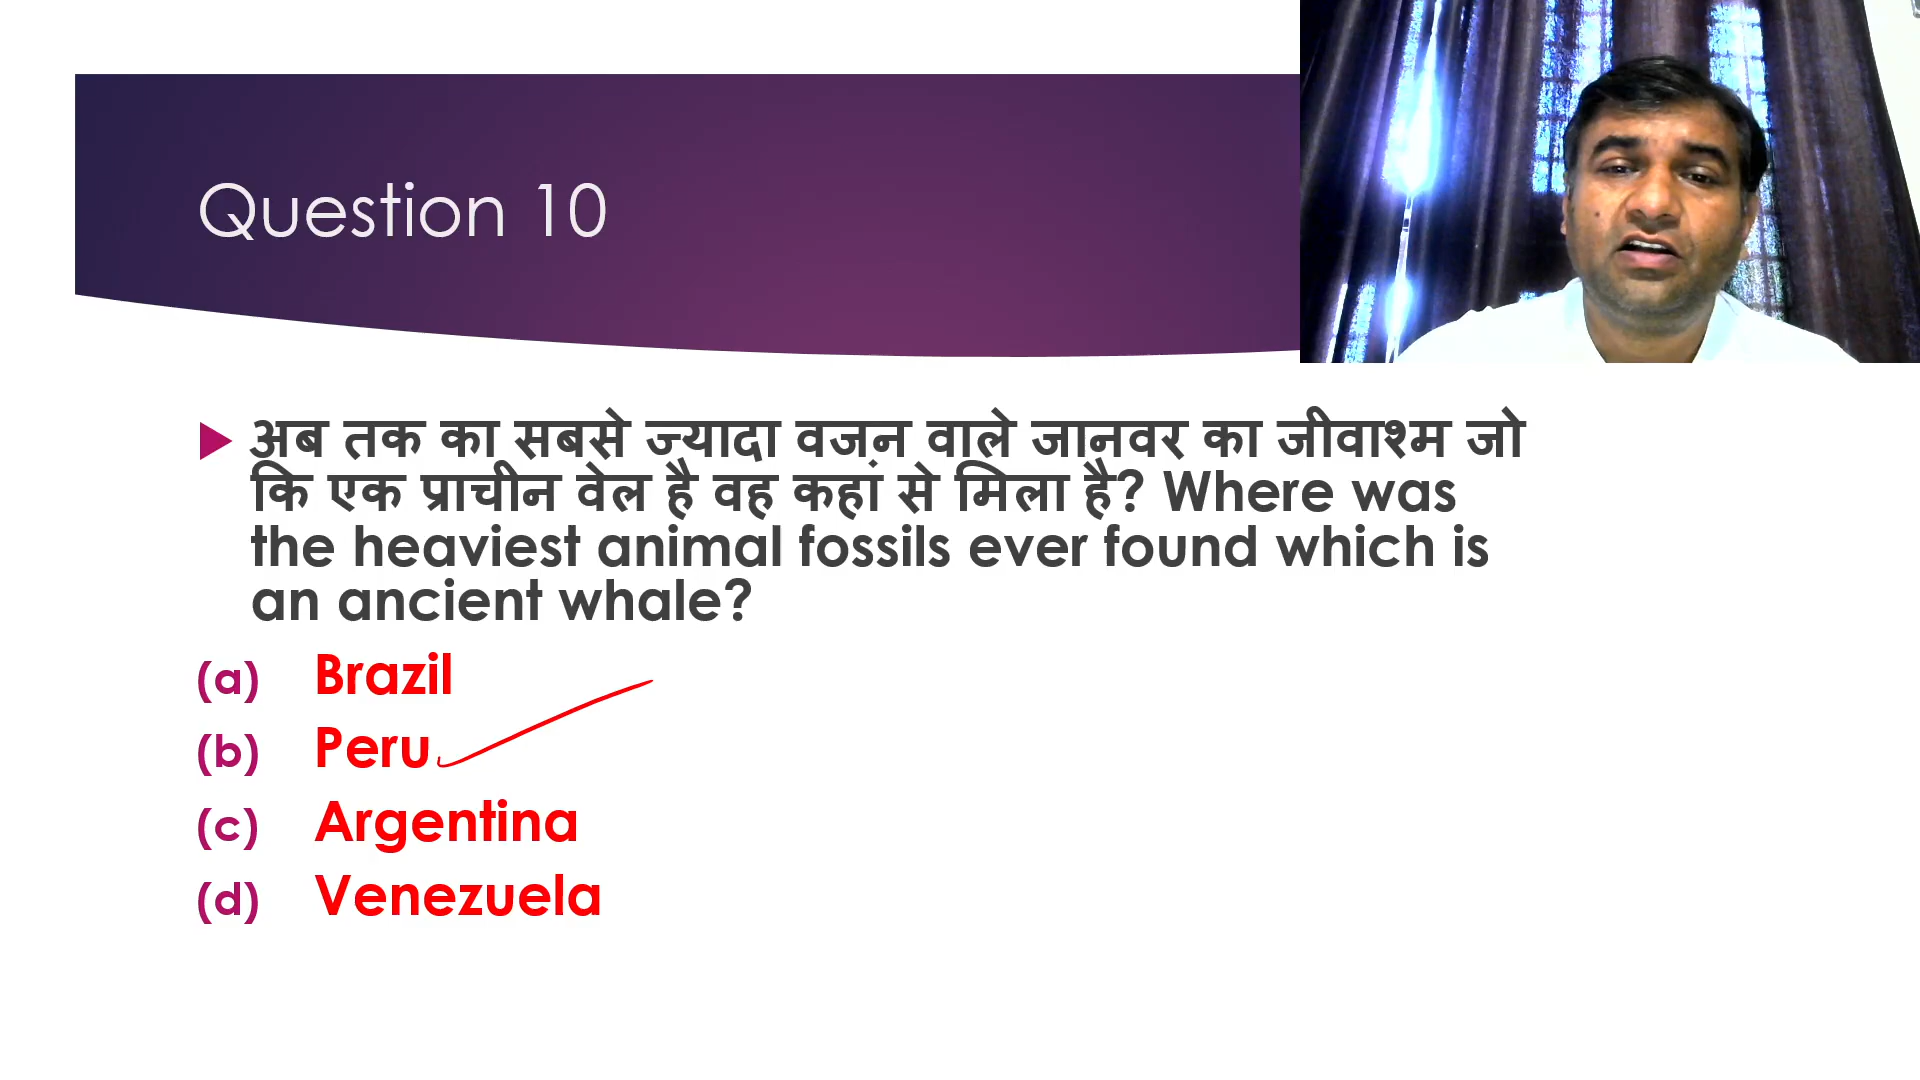 Question 10
अब तक का सबसे ज्यादा वजन वाले जानवर का जीवाश्म जो
कि एक प्राचीन वेल है वह कहां से मिला है? Where was
the heaviest animal fossils ever found which is
an ancient whale?
(a) Brazil
(b) Peru
(c) Argentina
(d) Venezuela